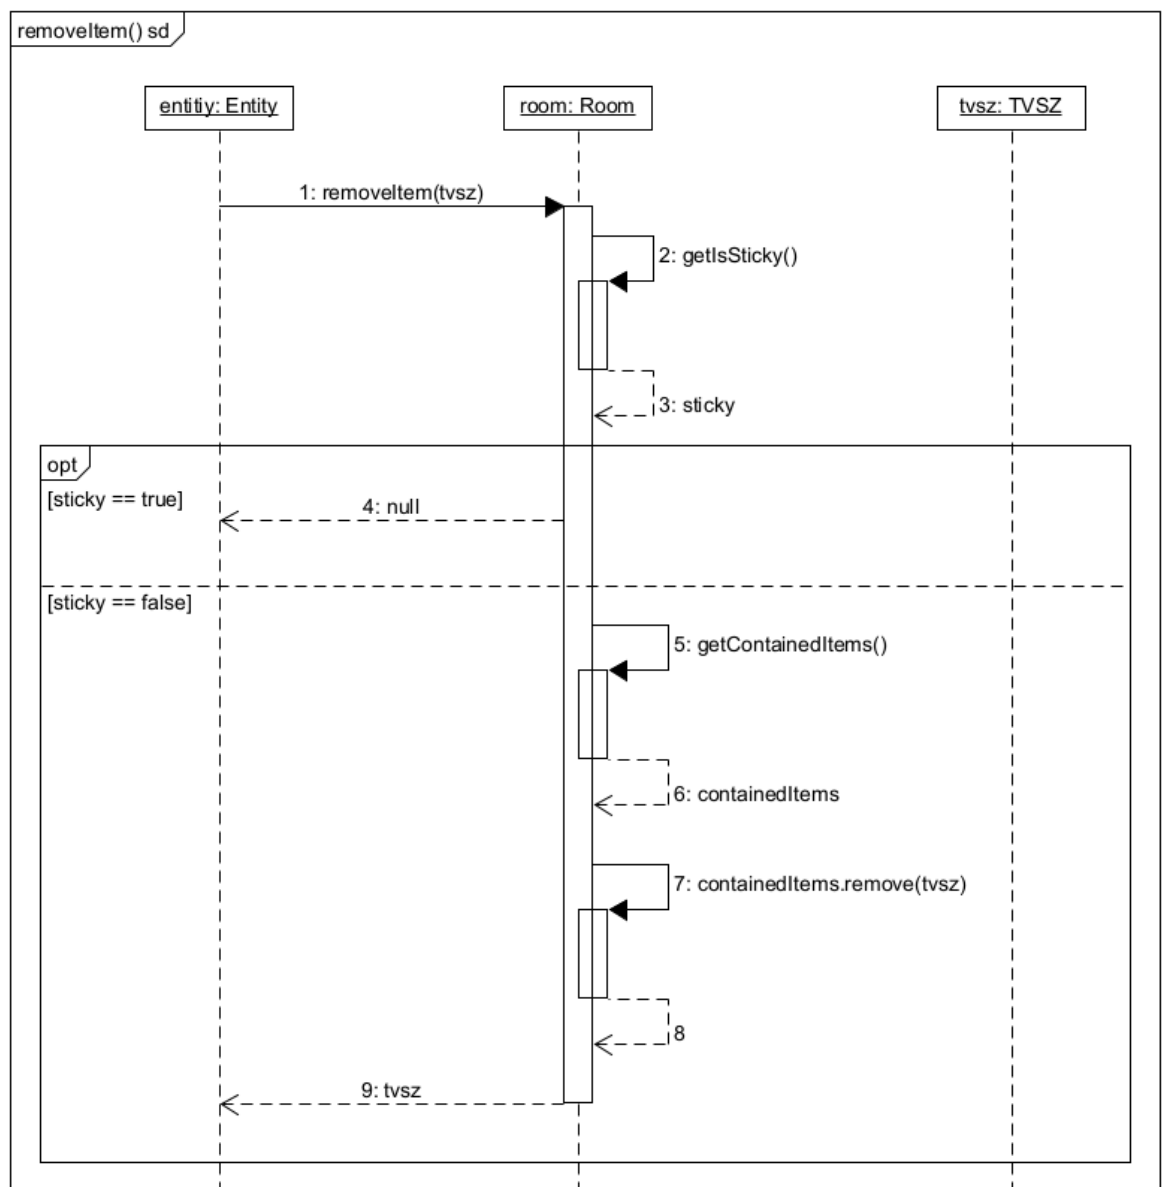 removeItem() sd
entitiy: Entity
room: Room
tvsz: TVSZ
1: removeItem(tvsz)
2: getIsSticky()
3: sticky
opt
[sticky == true]
4: null
[sticky == false]
5: getContainedItems()
6: containedItems
7: containedItems.remove(tvsz)
8
9: tvsz